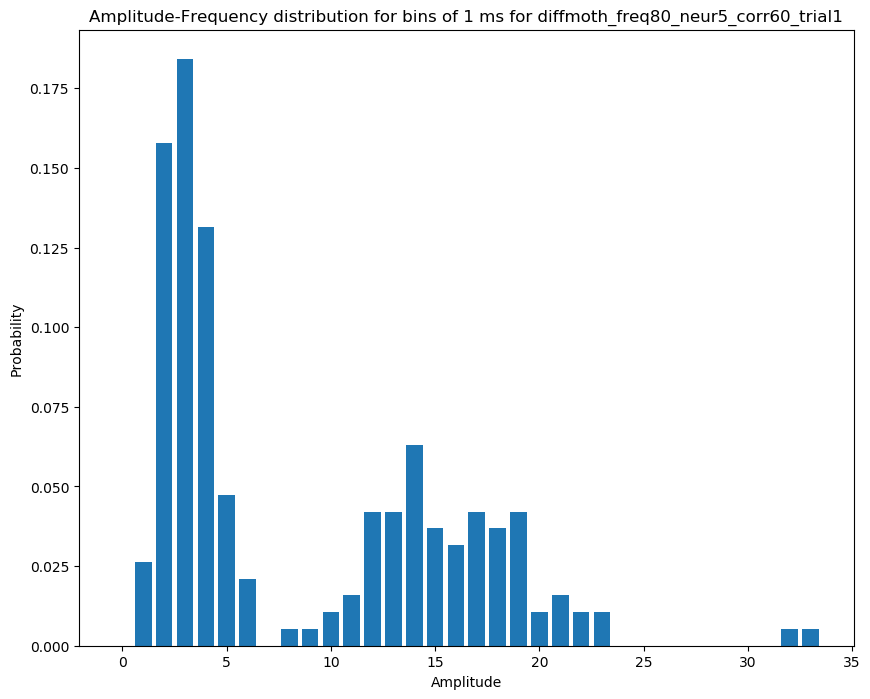 Amplitude-Frequency distribution for bins of 1 ms for diffmoth_freq80_neur5_corr60_trial1
0.175
0.150
0.125
0.100
0.075
0.050
0.025
0.000
Probability
0 5 10 15 20 25 30 35
Amplitude